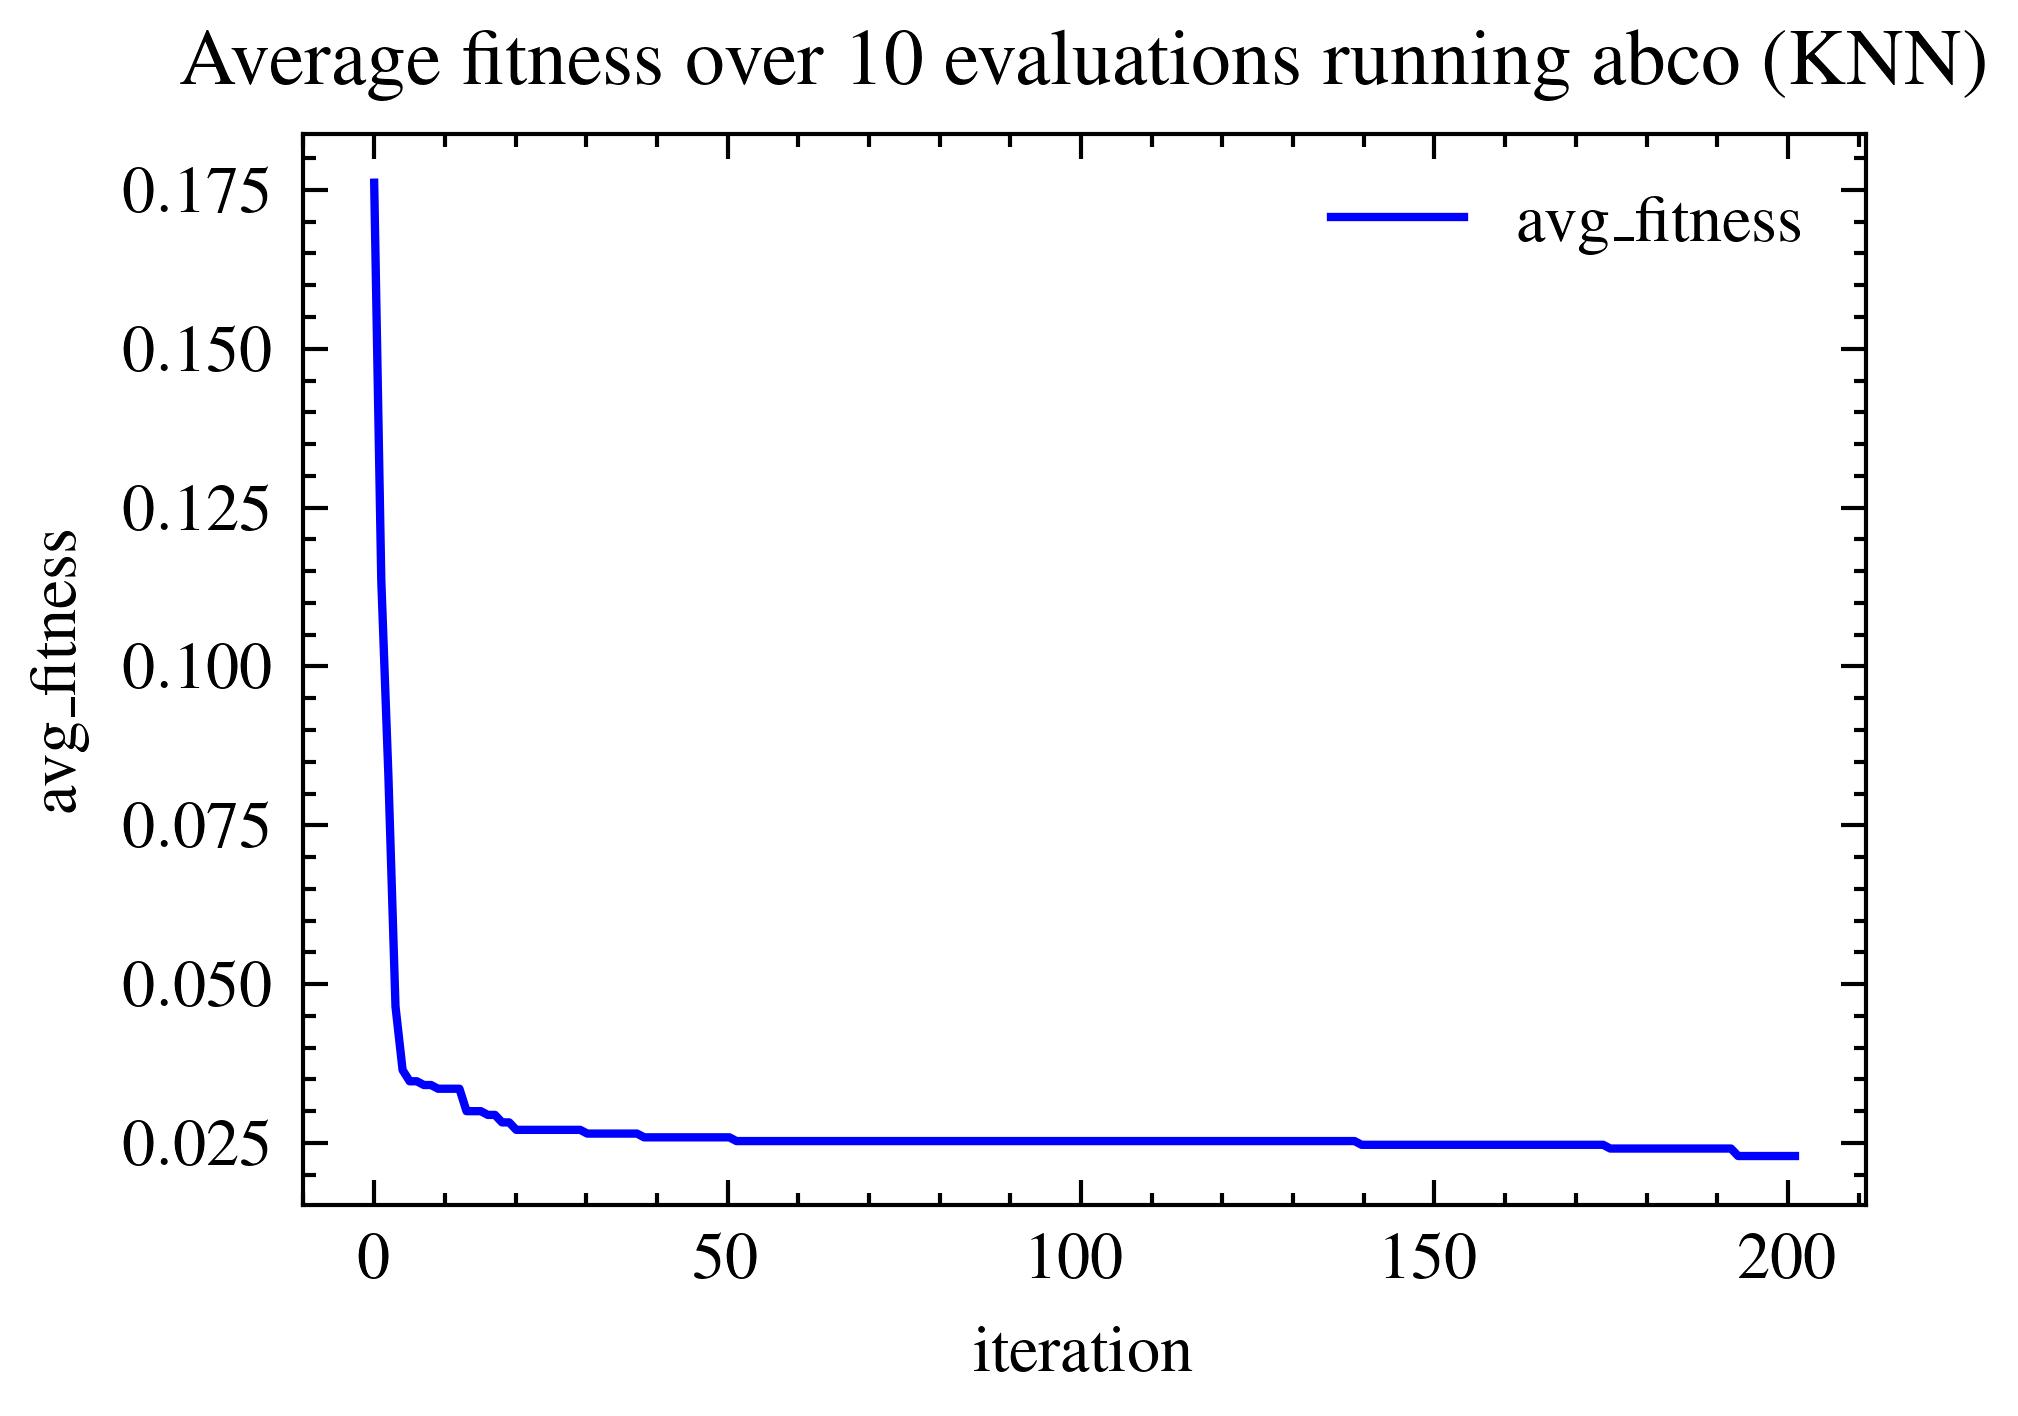 Average fitness over 10 evaluations running abco (KNN)
avg_fitness
0.175
0.150
0.125
0.100
0.075
0.050
0.025
avg_fitness
0 50 100 150 200
iteration